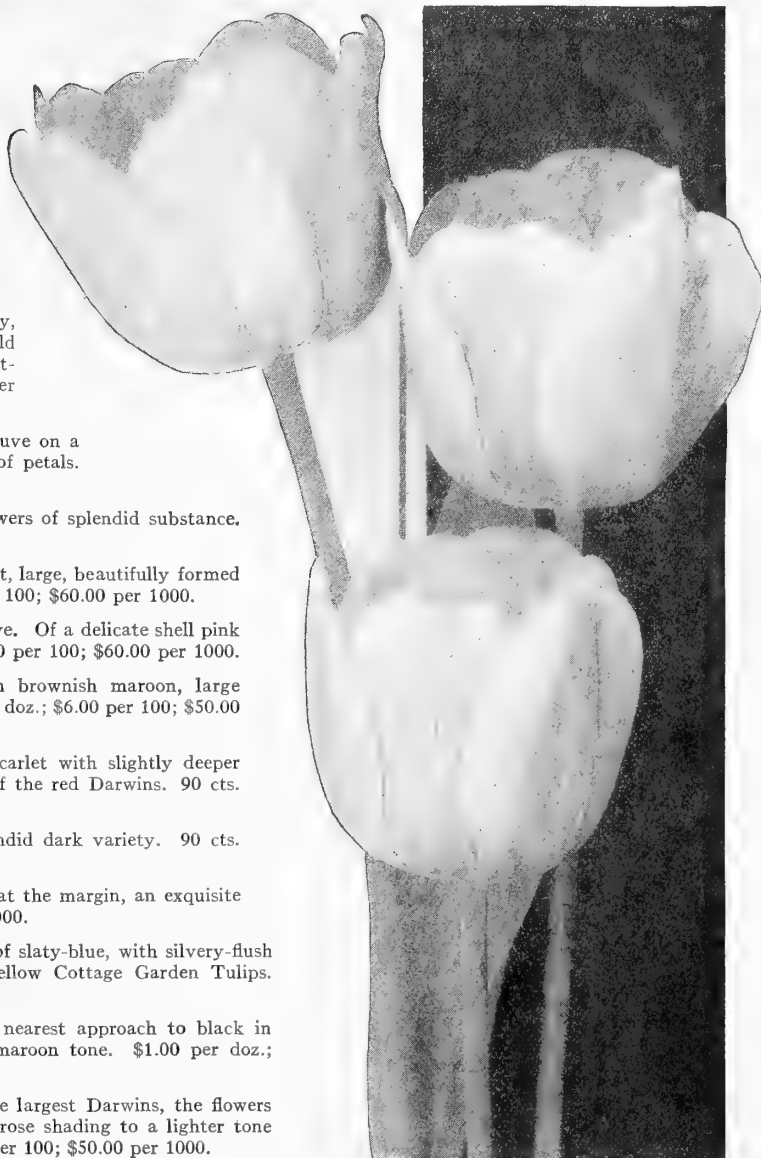 y,
ld
t-
er
uve on a
of petals.
wers of splendid substance.
t, large, beautifully formed
100; $60.00 per 1000.
ve. Of a delicate shell pink
0 per 100; $60.00 per 1000.
n brownish maroon, large
doz.; $6.00 per 100; $50.00
carlet with slightly deeper
f the red Darwins. 90 cts.
ndid dark variety. 90 cts.
at the margin, an exquisite
000.
of slaty-blue, with silvery-flush
ellow Cottage Garden Tulips.
nearest approach to black in
maroon tone. $1.00 per doz.;
e largest Darwins, the flowers
rose shading to a lighter tone
er 100; $50.00 per 1000.